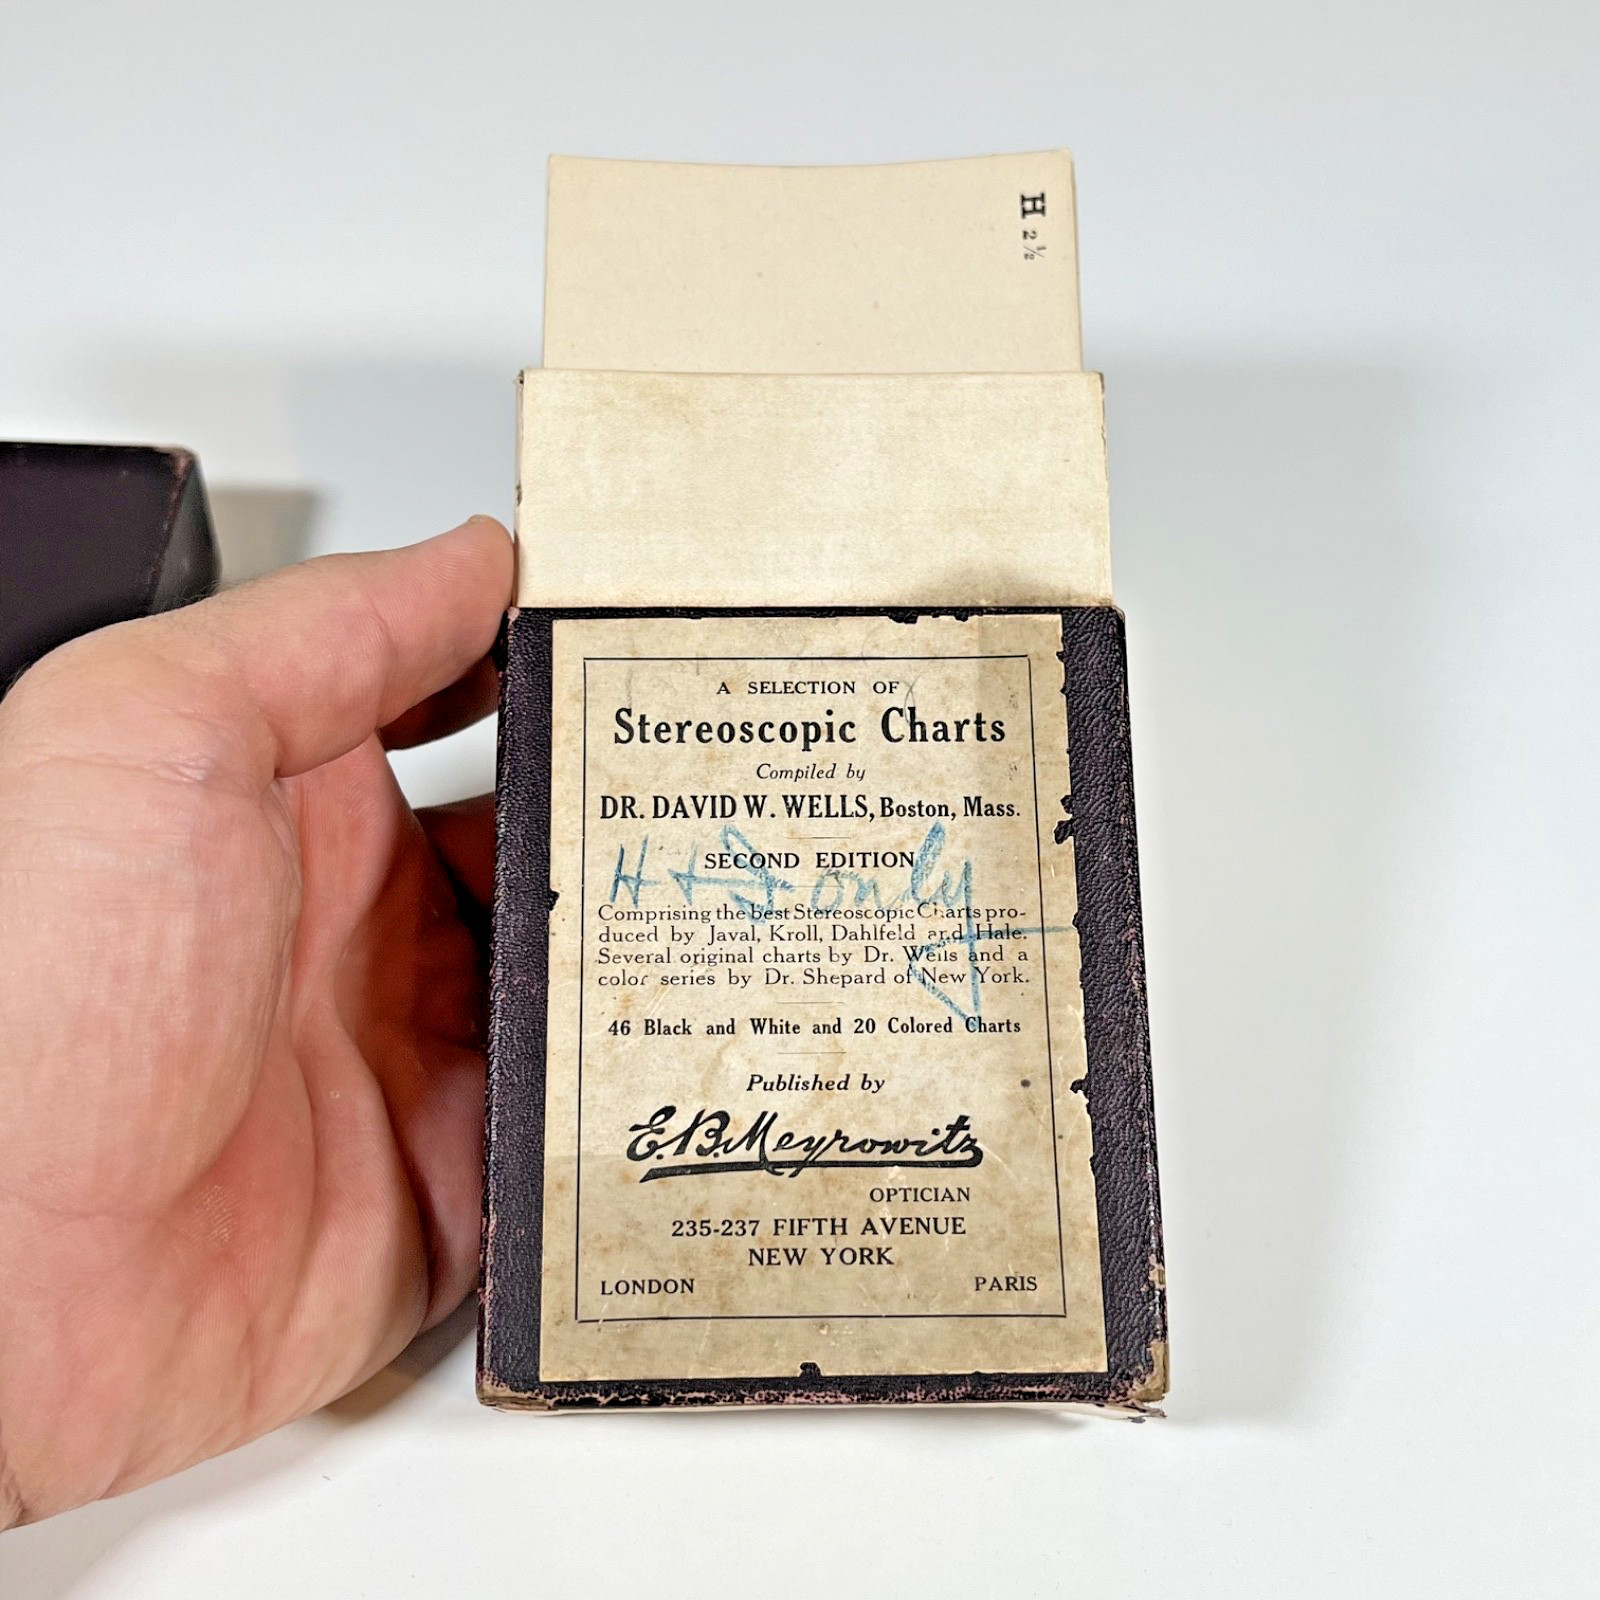 H 2½
A SELECTION OF
Stereoscopic Charts
Compiled by
DR. DAVID W. WELLS, Boston, Mass.
SECOND EDITION
H + only
Comprising the best Stereoscopic Charts pro-
duced by Javal, Kroll, Dahlfeld and Hale.
Several original charts by Dr. Wells and a
color series by Dr. Shepard of New York.
46 Black and White and 20 Colored Charts
Published by
E.B. Meyrowitz
OPTICIAN
235-237 FIFTH AVENUE
NEW YORK
LONDON PARIS